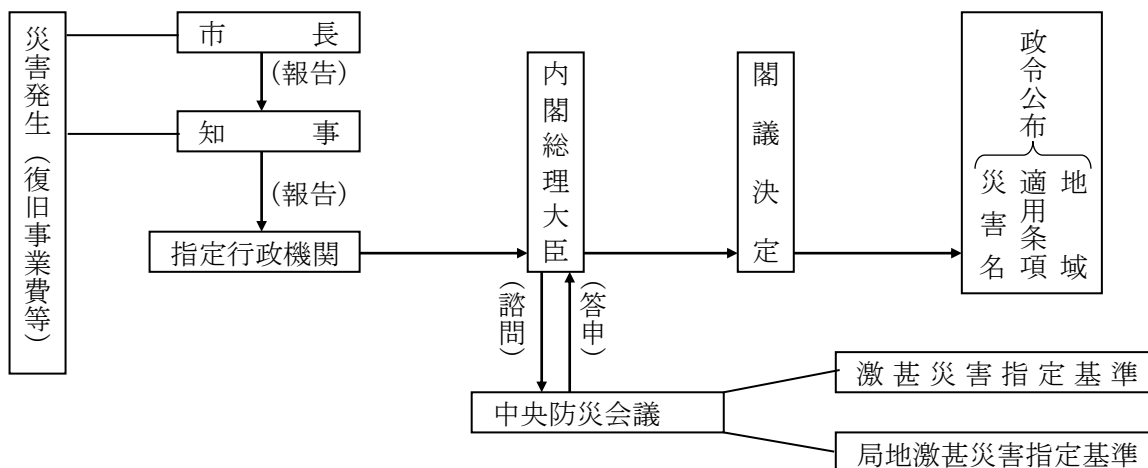 災害発生（復旧事業費等）
市長
（報告）
知事
（報告）
指定行政機関
内閣総理大臣
（諮問）
（答申）
中央防災会議
激甚災害指定基準
局地激甚災害指定基準
閣議決定
政令公布
地域
適用条項
災害名